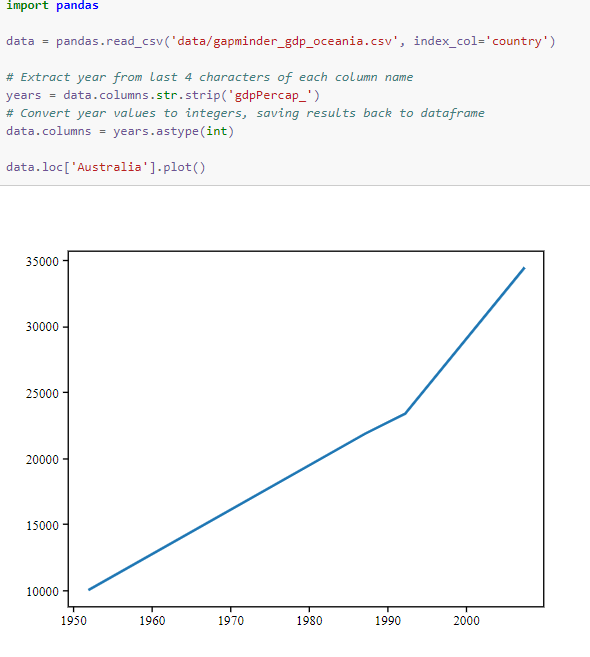 import pandas
data = pandas.read_csv('data/gapminder_gdp_oceania.csv', index_col='country')
# Extract year from last 4 characters of each column name
years = data.columns.str.strip('gdpPercap_')
# Convert year values to integers, saving results back to dataframe
data.columns = years.astype(int)
data.loc['Australia'].plot()
35000
30000
25000
20000
15000
10000
1950 1960 1970 1980 1990 2000